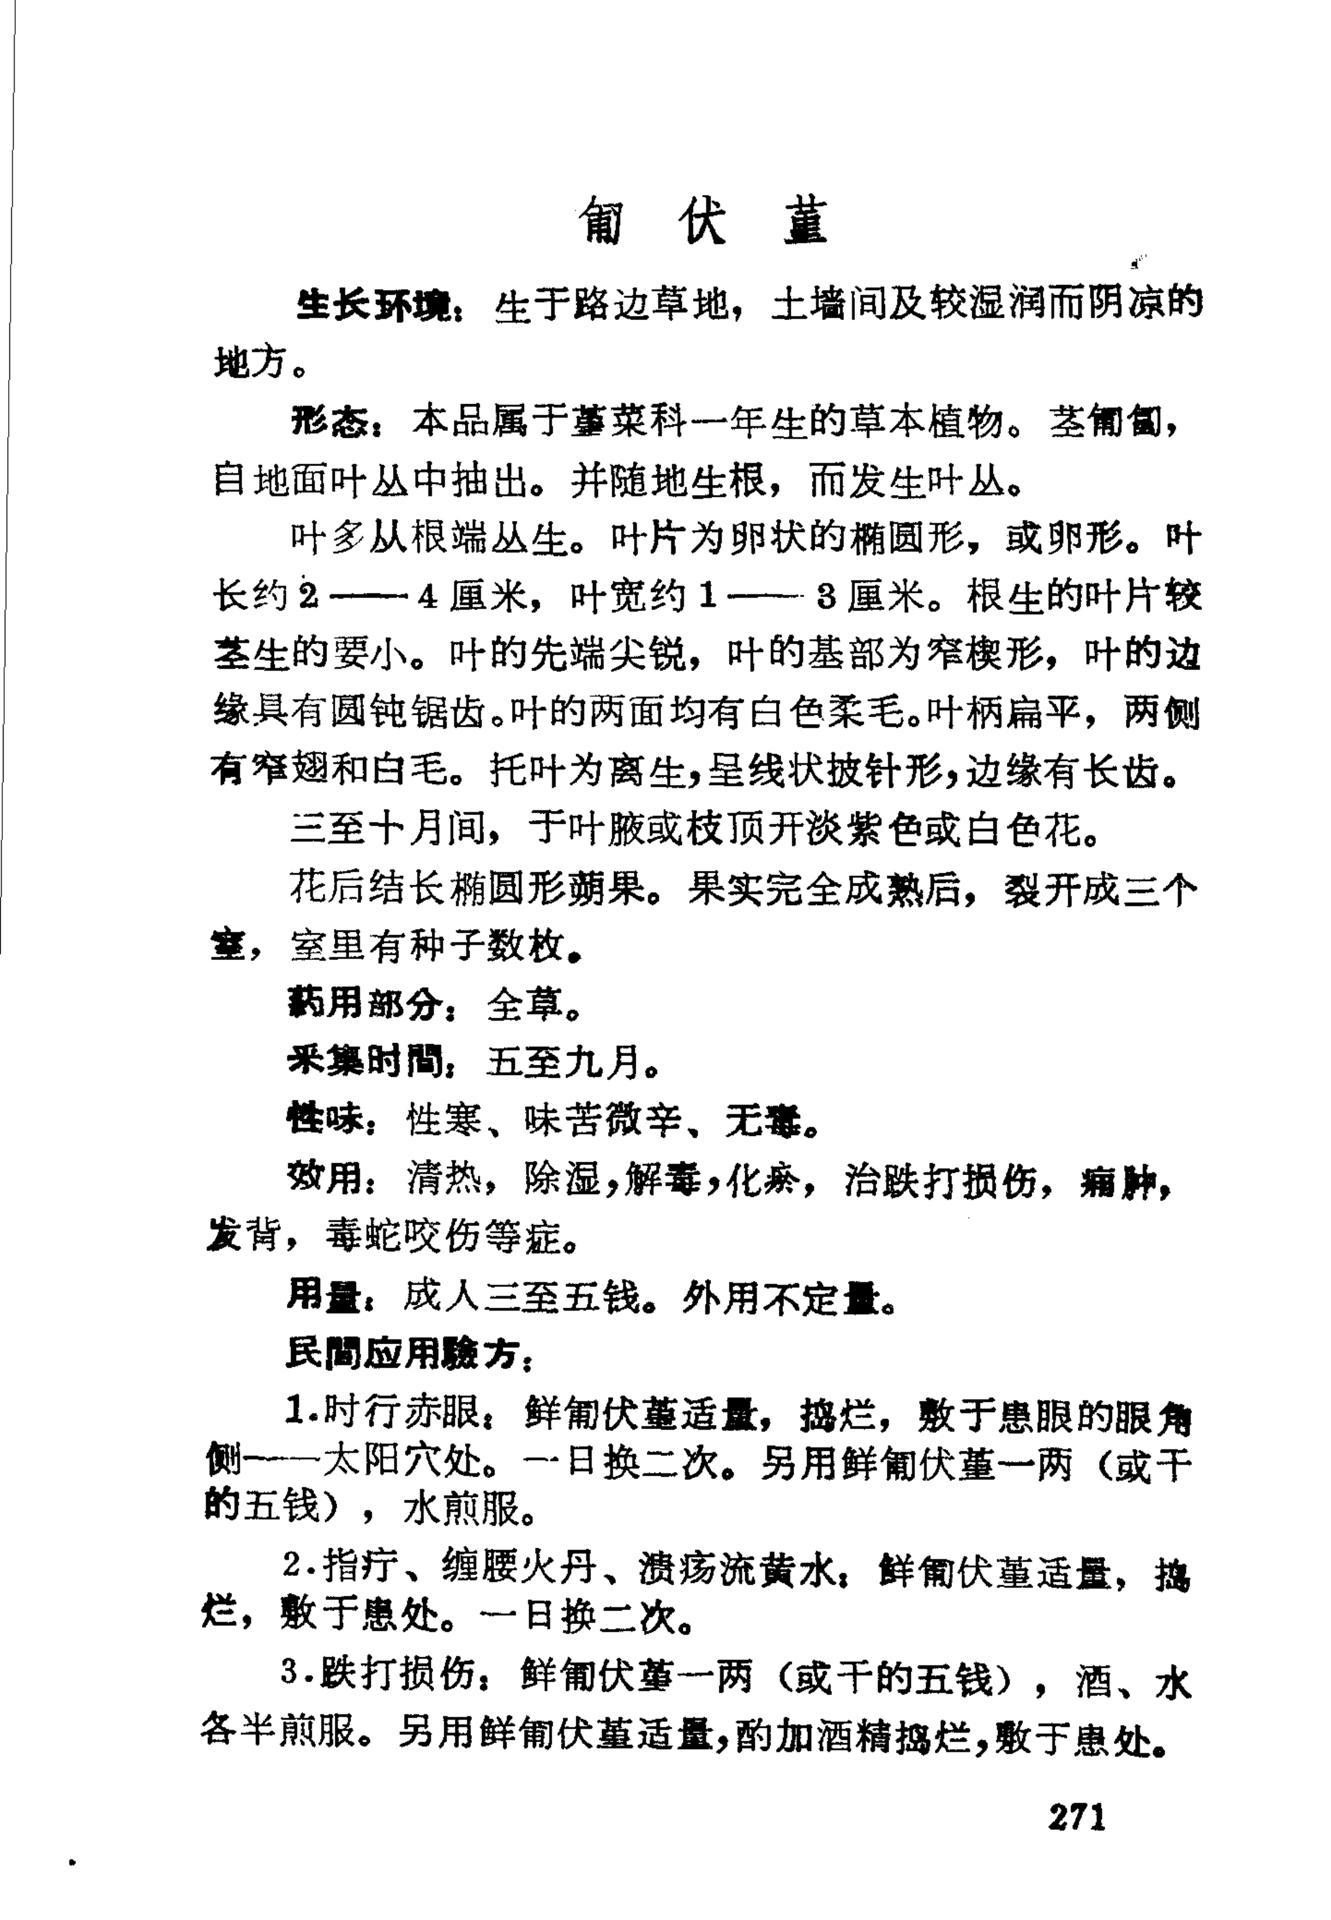 匍 伏 堇
生长环境：生于路边草地，土墙间及较湿润而阴凉的
地方。
形态：本品属于堇菜科一年生的草本植物。茎匍匐，
自地面叶丛中抽出。并随地生根，而发生叶丛。
叶多从根端丛生。叶片为卵状的椭圆形，或卵形。叶
长约2——4厘米，叶宽约1——3厘米。根生的叶片较
茎生的要小。叶的先端尖锐，叶的基部为窄楔形，叶的边
缘具有圆钝锯齿。叶的两面均有白色柔毛。叶柄扁平，两侧
有窄翅和白毛。托叶为离生，呈线状披针形，边缘有长齿。
三至十月间，于叶腋或枝顶开淡紫色或白色花。
花后结长椭圆形蒴果。果实完全成熟后，裂开成三个
室，室里有种子数枚。
药用部分：全草。
采集时間：五至九月。
性味：性寒、味苦微辛、无毒。
效用：清热，除湿，解毒，化瘀，治跌打损伤，痈肿，
发背，毒蛇咬伤等症。
用量：成人三至五钱。外用不定量。
民間应用驗方：
1.时行赤眼：鲜匍伏堇适量，捣烂，敷于患眼的眼角
侧——太阳穴处。一日换二次。另用鲜匍伏堇一两（或干
的五钱），水煎服。
2.指疔、缠腰火丹、溃疡流黄水：鲜匍伏堇适量，捣
烂，敷于患处。一日换二次。
3.跌打损伤：鲜匍伏堇一两（或干的五钱），酒、水
各半煎服。另用鲜匍伏堇适量，酌加酒精捣烂，敷于患处。
271